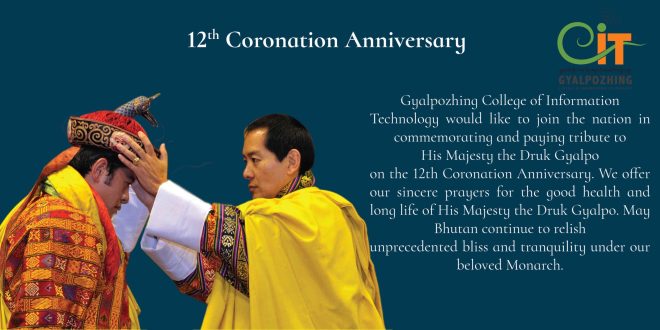 12th Coronation Anniversary
CiT
GYALPOZHING
Gyalpozhing College of Information
Technology would like to join the nation in
commemorating and paying tribute to
His Majesty the Druk Gyalpo
on the 12th Coronation Anniversary. We offer
our sincere prayers for the good health and
long life of His Majesty the Druk Gyalpo. May
Bhutan continue to relish
unprecedented bliss and tranquility under our
beloved Monarch.